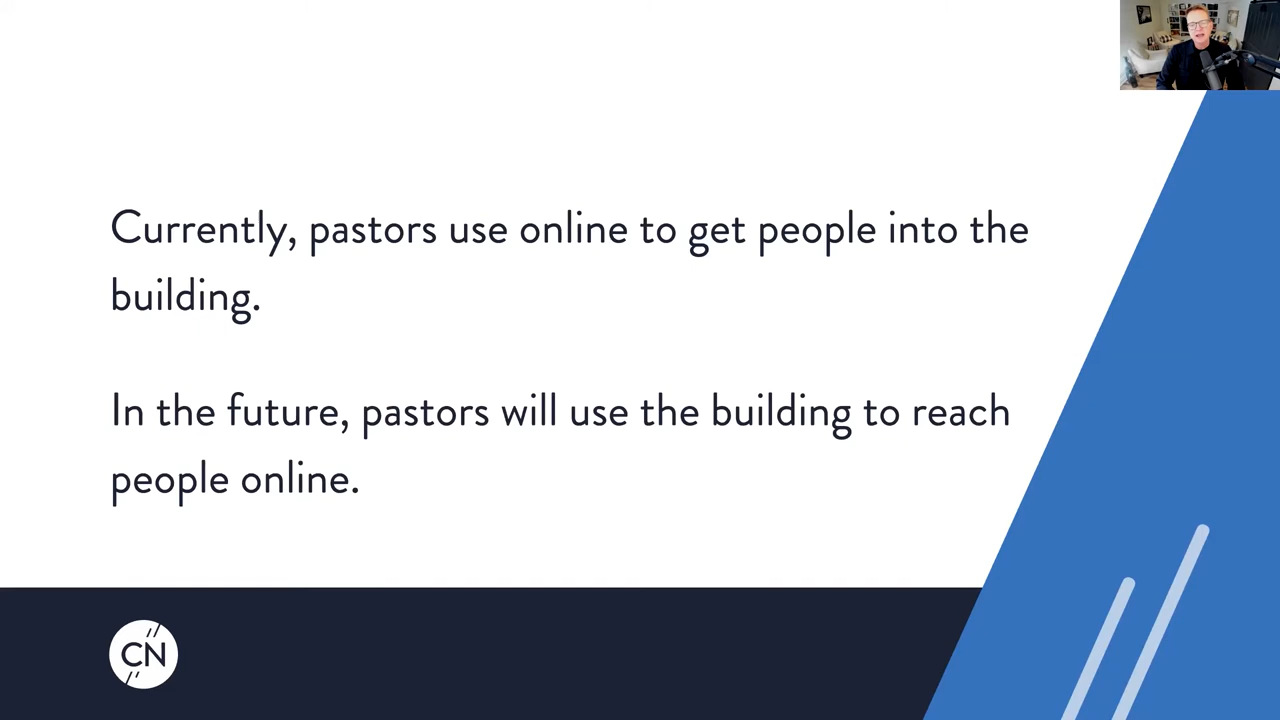 Currently, pastors use online to get people into the
building.
In the future, pastors will use the building to reach
people online.
CN